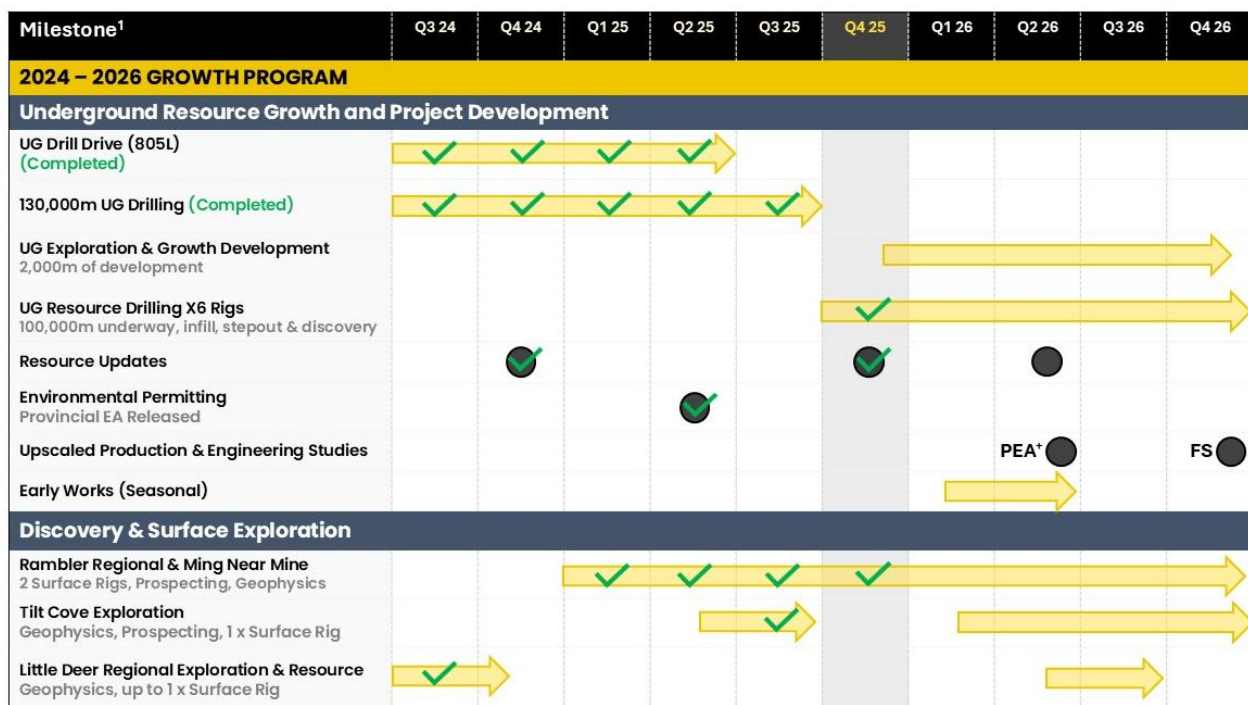 Milestone¹ Q3 24 Q4 24 Q1 25 Q2 25 Q3 25 Q4 25 Q1 26 Q2 26 Q3 26 Q4 26
2024 – 2026 GROWTH PROGRAM
Underground Resource Growth and Project Development
UG Drill Drive (805L)
(Completed)
130,000m UG Drilling (Completed)
UG Exploration & Growth Development
2,000m of development
UG Resource Drilling X6 Rigs
100,000m underway, infill, stepout & discovery
Resource Updates
Environmental Permitting
Provincial EA Released
Upscaled Production & Engineering Studies PEA⁺ FS
Early Works (Seasonal)
Discovery & Surface Exploration
Rambler Regional & Ming Near Mine
2 Surface Rigs, Prospecting, Geophysics
Tilt Cove Exploration
Geophysics, Prospecting, 1 x Surface Rig
Little Deer Regional Exploration & Resource
Geophysics, up to 1 x Surface Rig